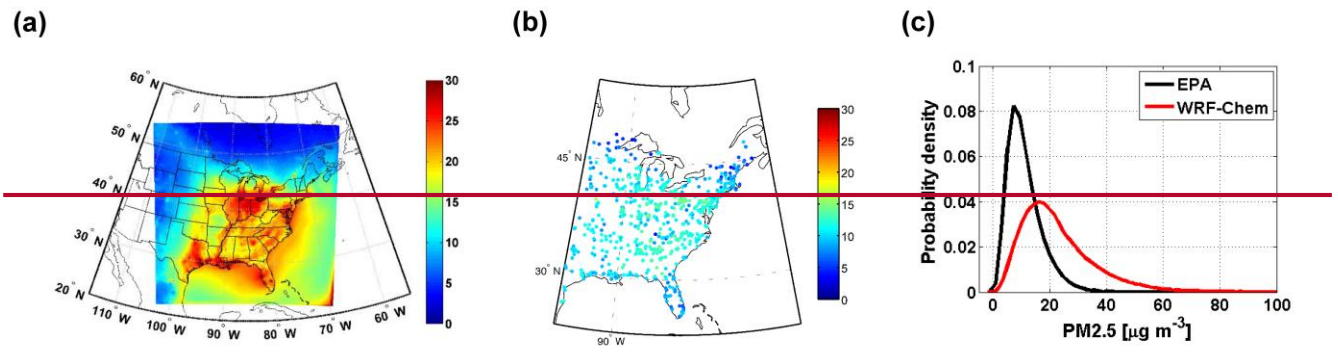 (a)
(b)
(c)
60° N
50° N
40° N
30° N
20° N
110° W
100° W
90° W
80° W
70° W
60° W
30
25
20
15
10
5
0
45° N
30° N
90° W
30
25
20
15
10
5
0
EPA
WRF-Chem
Probability density
0.1
0.08
0.06
0.04
0.02
0
0 20 40 60 80 100
PM2.5 [μg m⁻³]